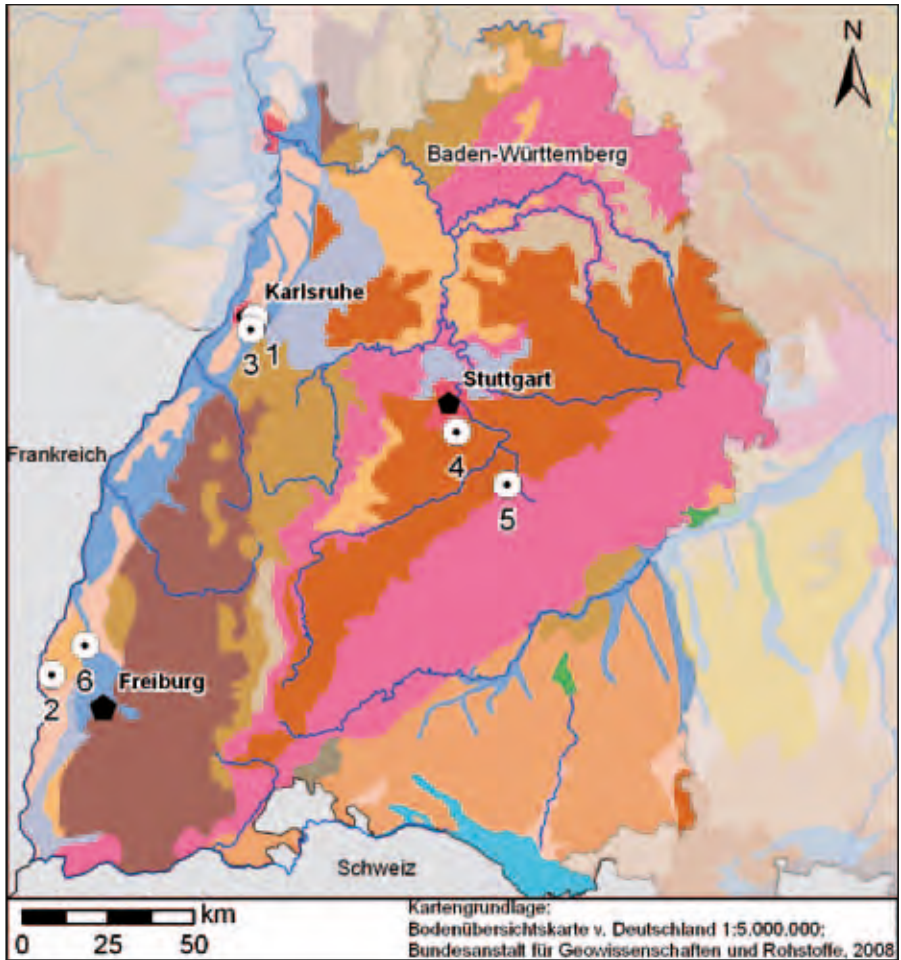 N
Baden-Württemberg
Karlsruhe
3 1
Stuttgart
Frankreich
4
5
2 6 Freiburg
Schweiz
km
0 25 50
Kartengrundlage:
Bodenübersichtskarte v. Deutschland 1:5.000.000;
Bundesanstalt für Geowissenschaften und Rohstoffe, 2008